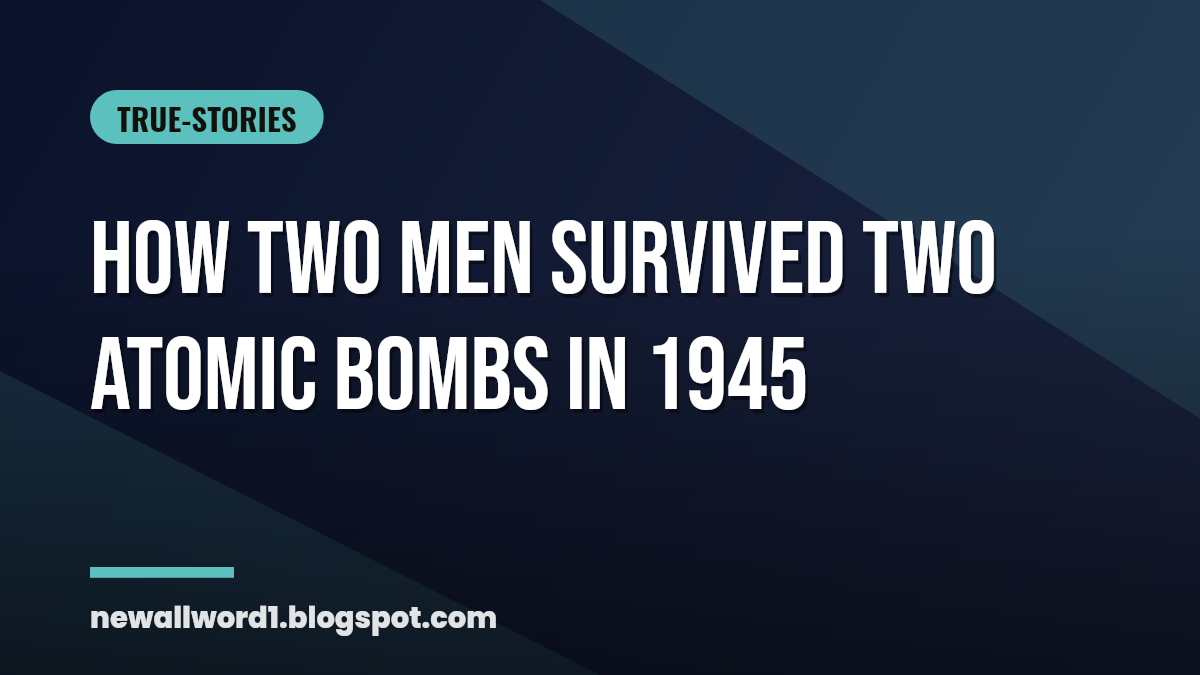 TRUE-STORIES
HOW TWO MEN SURVIVED TWO
ATOMIC BOMBS IN 1945
newallword1.blogspot.com